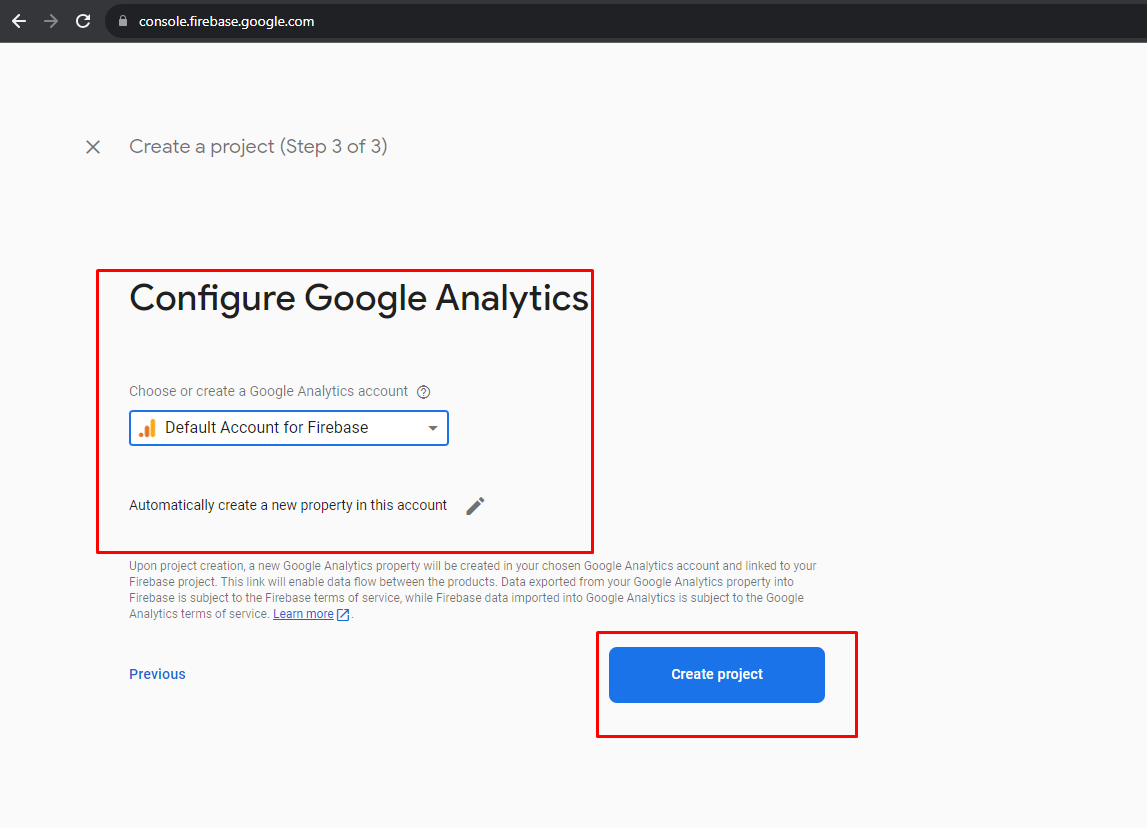 console.firebase.google.com
Create a project (Step 3 of 3)
Configure Google Analytics
Choose or create a Google Analytics account
Default Account for Firebase
Automatically create a new property in this account
Upon project creation, a new Google Analytics property will be created in your chosen Google Analytics account and linked to your
Firebase project. This link will enable data flow between the products. Data exported from your Google Analytics property into
Firebase is subject to the Firebase terms of service, while Firebase data imported into Google Analytics is subject to the Google
Analytics terms of service. Learn more .
Previous
Create project